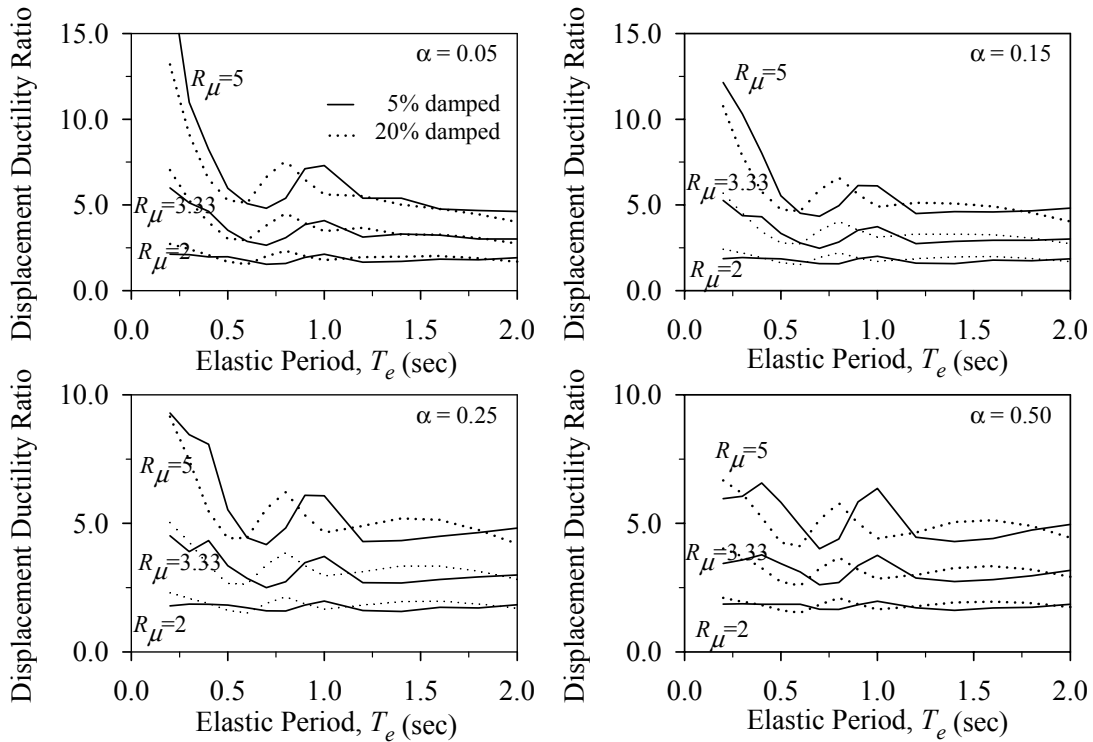 Displacement Ductility Ratio
15.0
10.0
5.0
0.0
α = 0.05
Rμ=5
5% damped
20% damped
Rμ=3.33
Rμ=2
0.0 0.5 1.0 1.5 2.0
Elastic Period, Te (sec)
Displacement Ductility Ratio
15.0
10.0
5.0
0.0
α = 0.15
Rμ=5
Rμ=3.33
Rμ=2
0.0 0.5 1.0 1.5 2.0
Elastic Period, Te (sec)
Displacement Ductility Ratio
10.0
5.0
0.0
α = 0.25
Rμ=5
Rμ=3.33
Rμ=2
0.0 0.5 1.0 1.5 2.0
Elastic Period, Te (sec)
Displacement Ductility Ratio
10.0
5.0
0.0
α = 0.50
Rμ=5
Rμ=3.33
Rμ=2
0.0 0.5 1.0 1.5 2.0
Elastic Period, Te (sec)